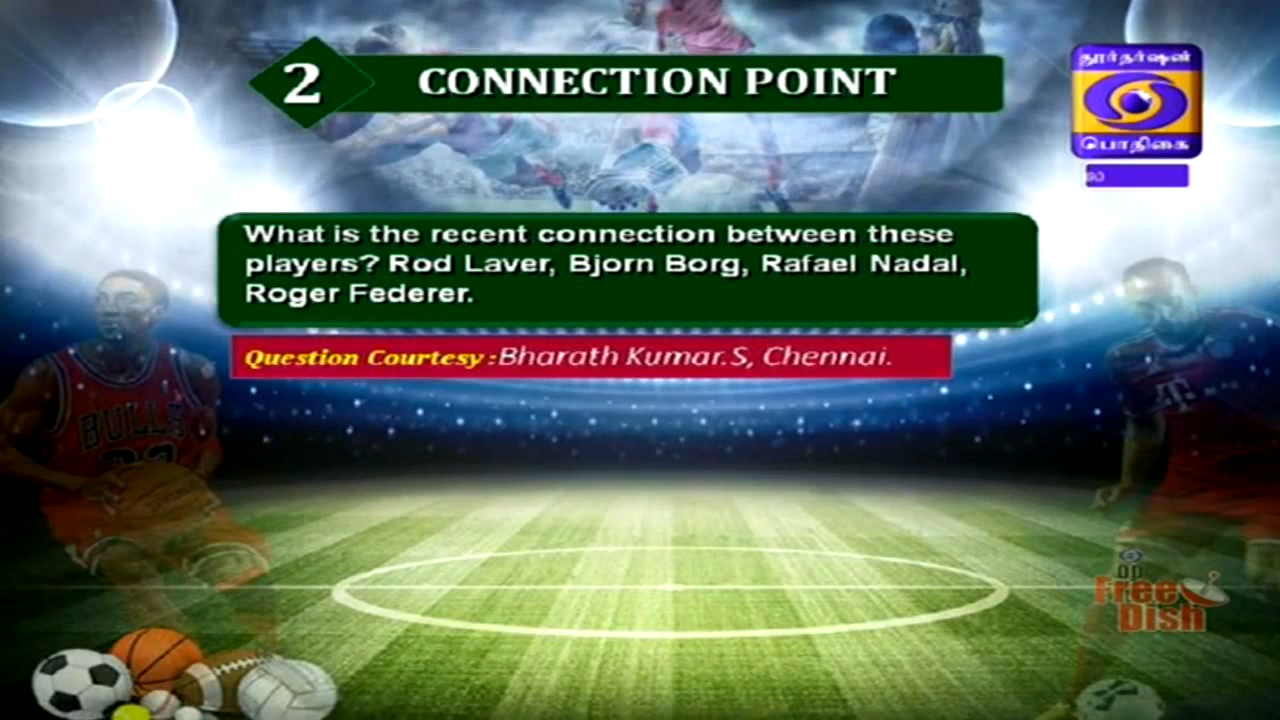 2 CONNECTION POINT
தூர்தர்ஷன்
பொதிகை
What is the recent connection between these
players? Rod Laver, Bjorn Borg, Rafael Nadal,
Roger Federer.
Question Courtesy : Bharath Kumar.S, Chennai.
BULLS
DD
Free
Dish